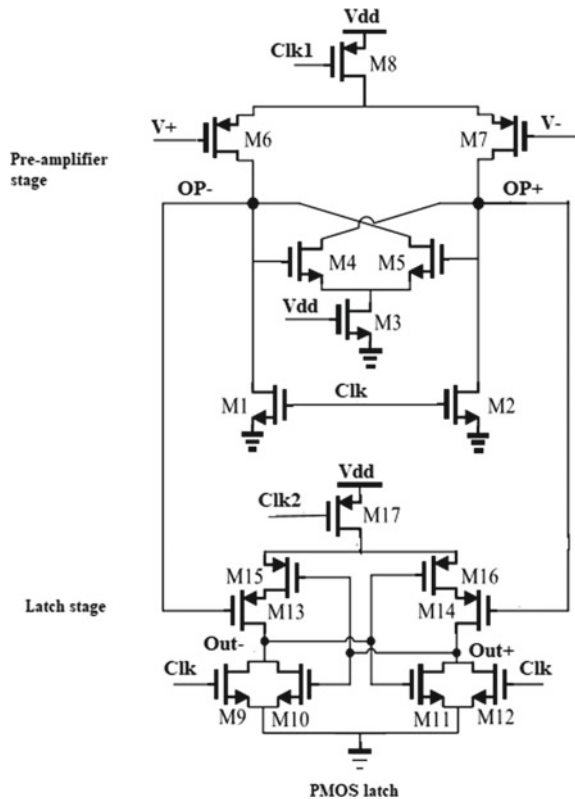 Vdd
Clk1
M8
V+
M6
M7
V-
Pre-amplifier
stage
OP-
OP+
M4
M5
Vdd
M3
M1
Clk
M2
Vdd
Clk2
M17
M15
M16
Latch stage
M13
M14
Out-
Out+
Clk
Clk
M9
M10
M11
M12
PMOS latch